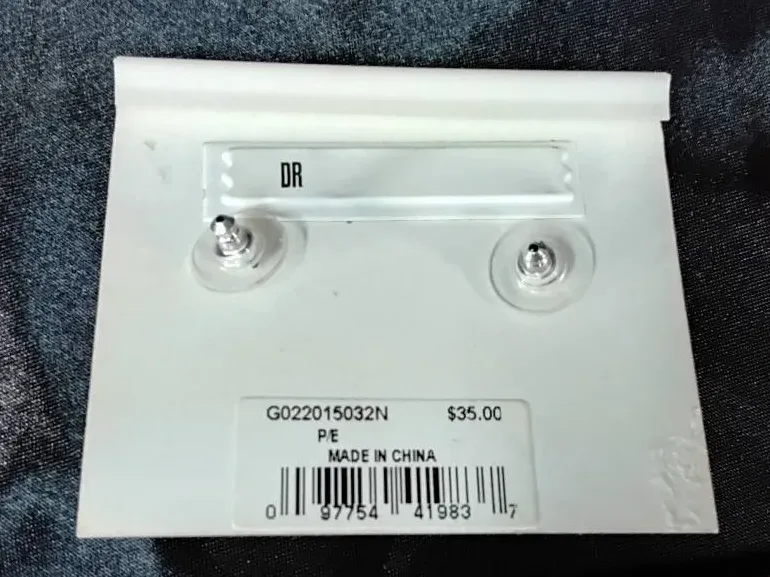 DR
G022015032N $35.00
P/E
MADE IN CHINA
0 97754 41983 7